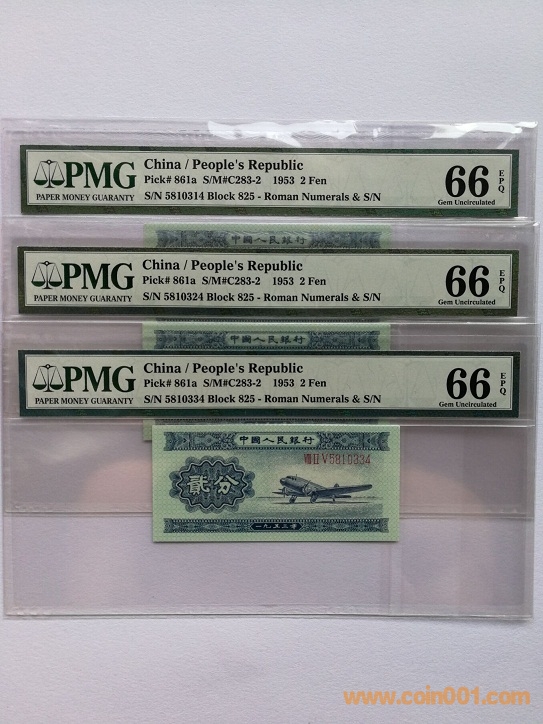 PMG
PAPER MONEY GUARANTY
China / People's Republic
Pick# 861a S/M#C283-2 1953 2 Fen
S/N 5810314 Block 825 - Roman Numerals & S/N
66 EPQ
Gem Uncirculated
中國人民銀行
PMG
PAPER MONEY GUARANTY
China / People's Republic
Pick# 861a S/M#C283-2 1953 2 Fen
S/N 5810324 Block 825 - Roman Numerals & S/N
66 EPQ
Gem Uncirculated
中國人民銀行
PMG
PAPER MONEY GUARANTY
China / People's Republic
Pick# 861a S/M#C283-2 1953 2 Fen
S/N 5810334 Block 825 - Roman Numerals & S/N
66 EPQ
Gem Uncirculated
中國人民銀行
VIII II V 5810334
貳分
一九五三年
www.coin001.com